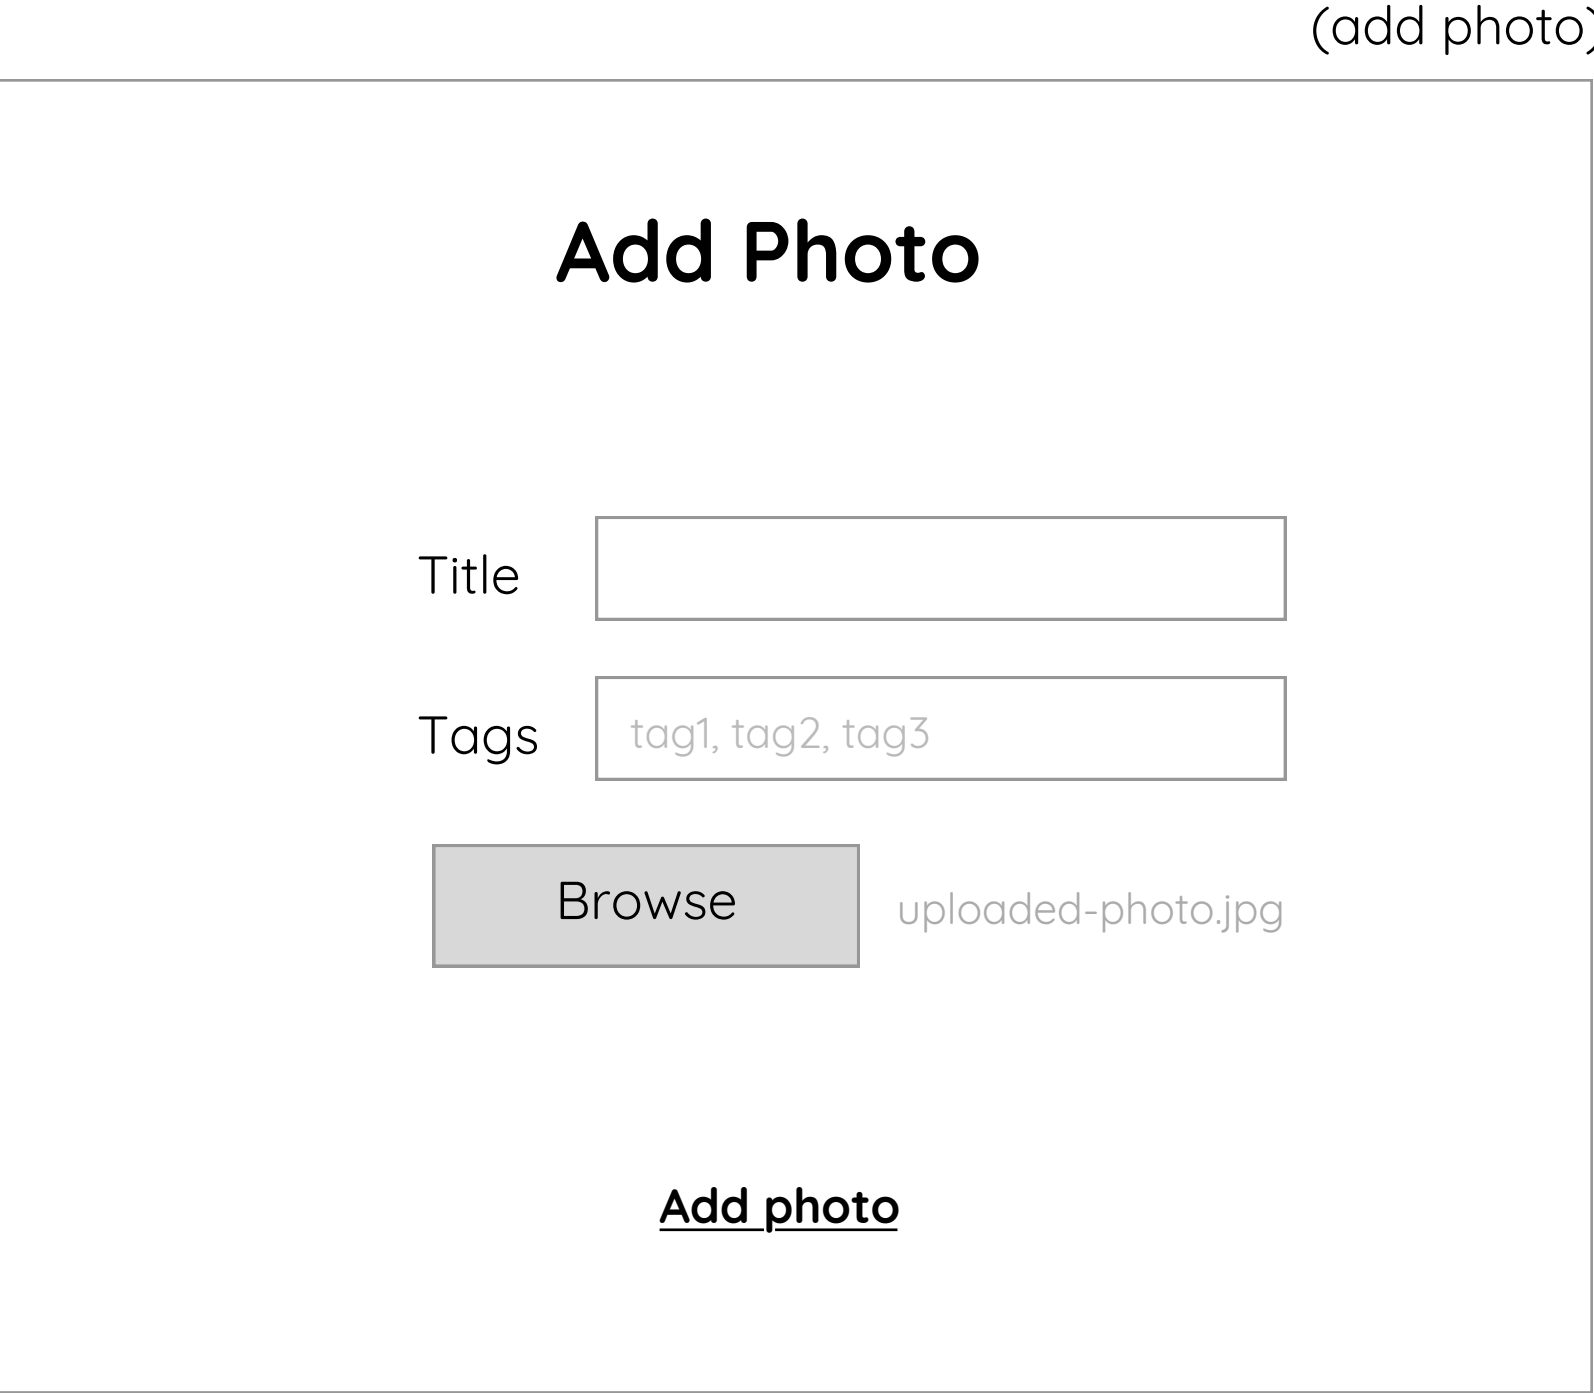 (add photo)
Add Photo
Title
Tags
tag1, tag2, tag3
Browse
uploaded-photo.jpg
Add photo